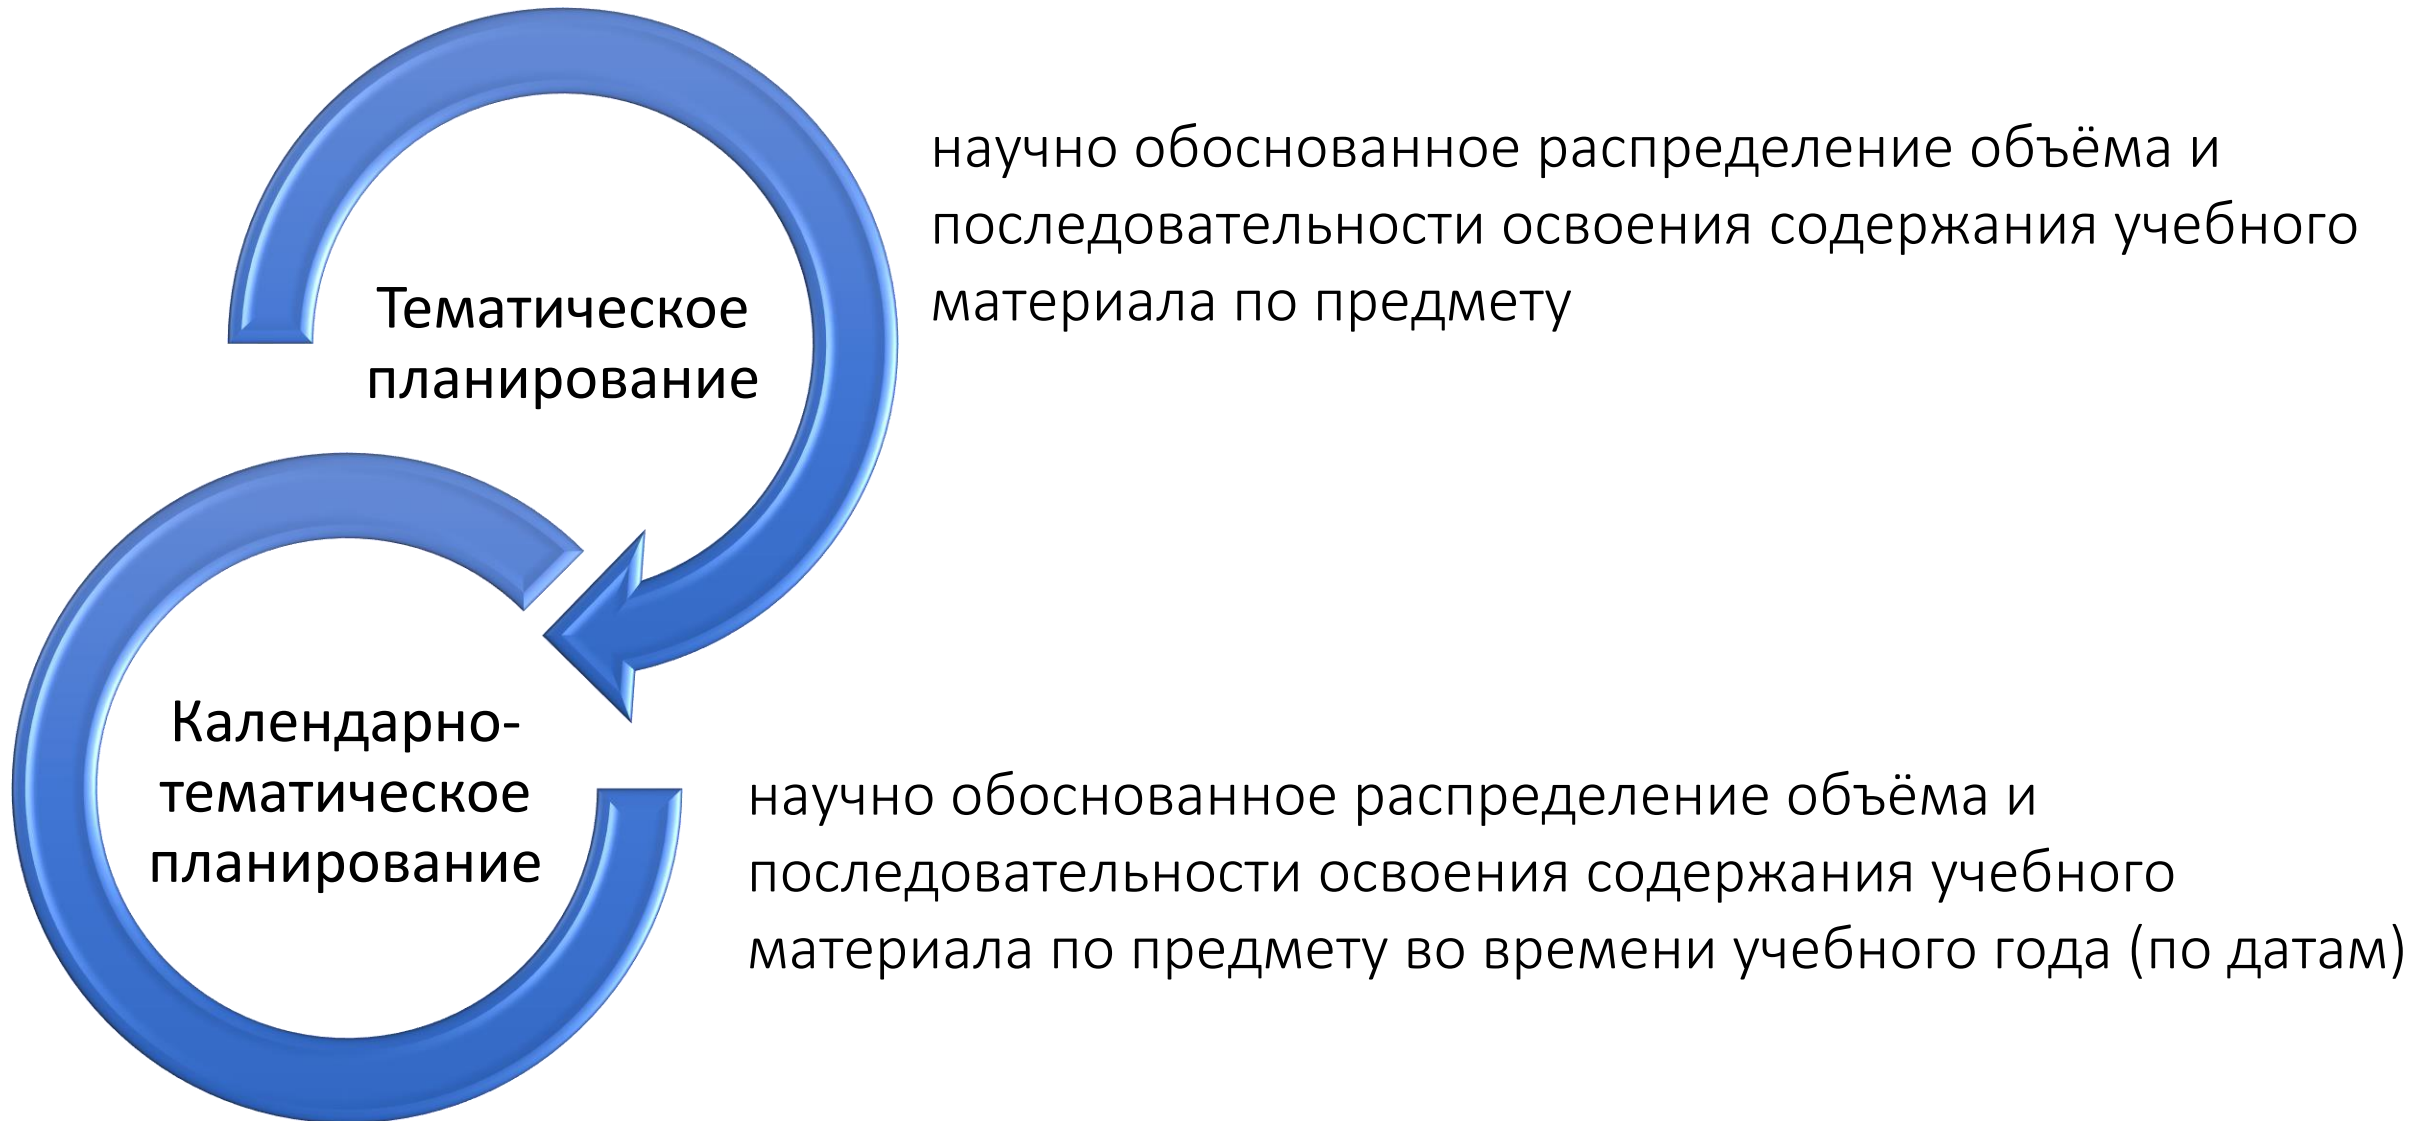 Тематическое
планирование
научно обоснованное распределение объёма и
последовательности освоения содержания учебного
материала по предмету
Календарно-
тематическое
планирование
научно обоснованное распределение объёма и
последовательности освоения содержания учебного
материала по предмету во времени учебного года (по датам)